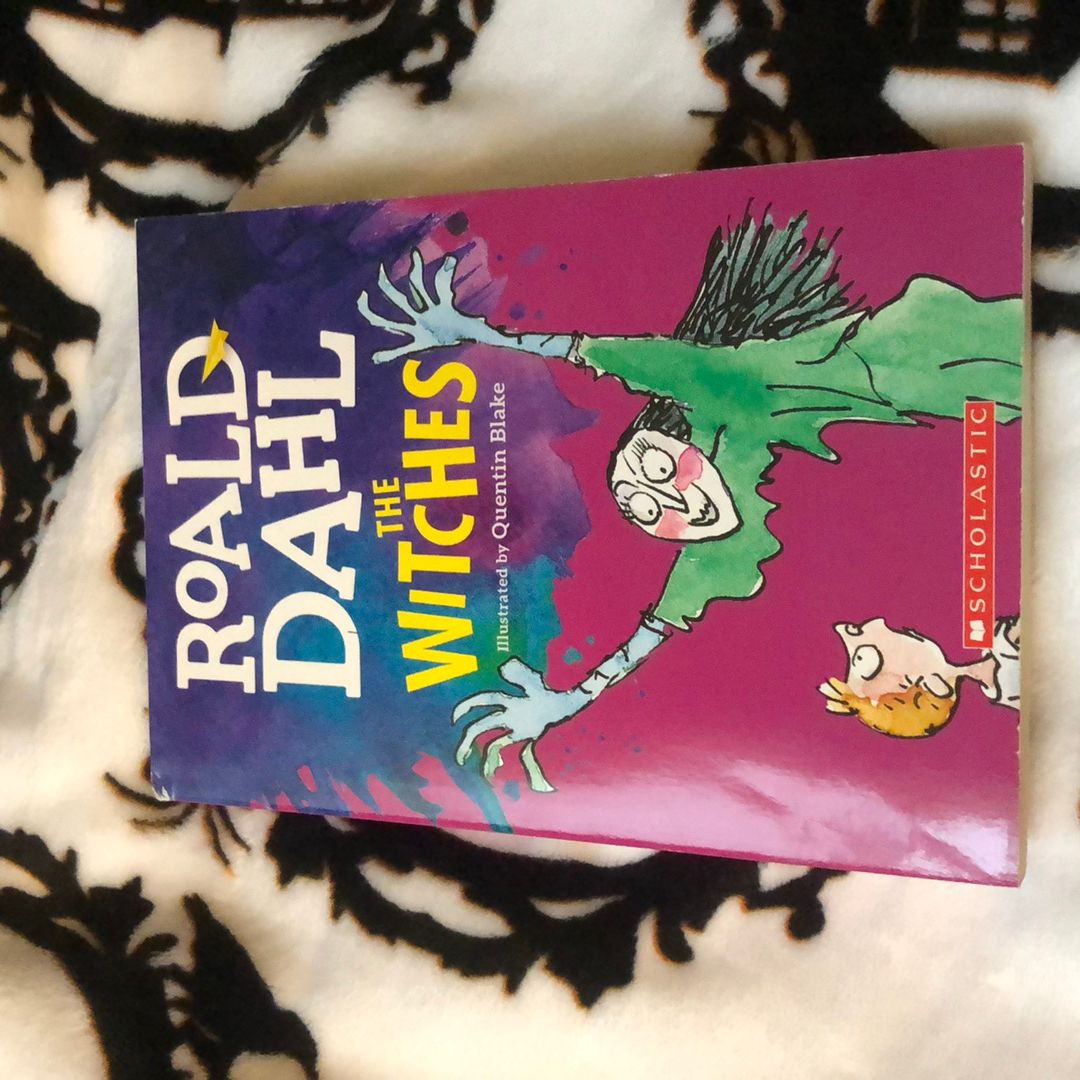 ROALD
DAHL
THE
WITCHES
Illustrated by Quentin Blake
SCHOLASTIC